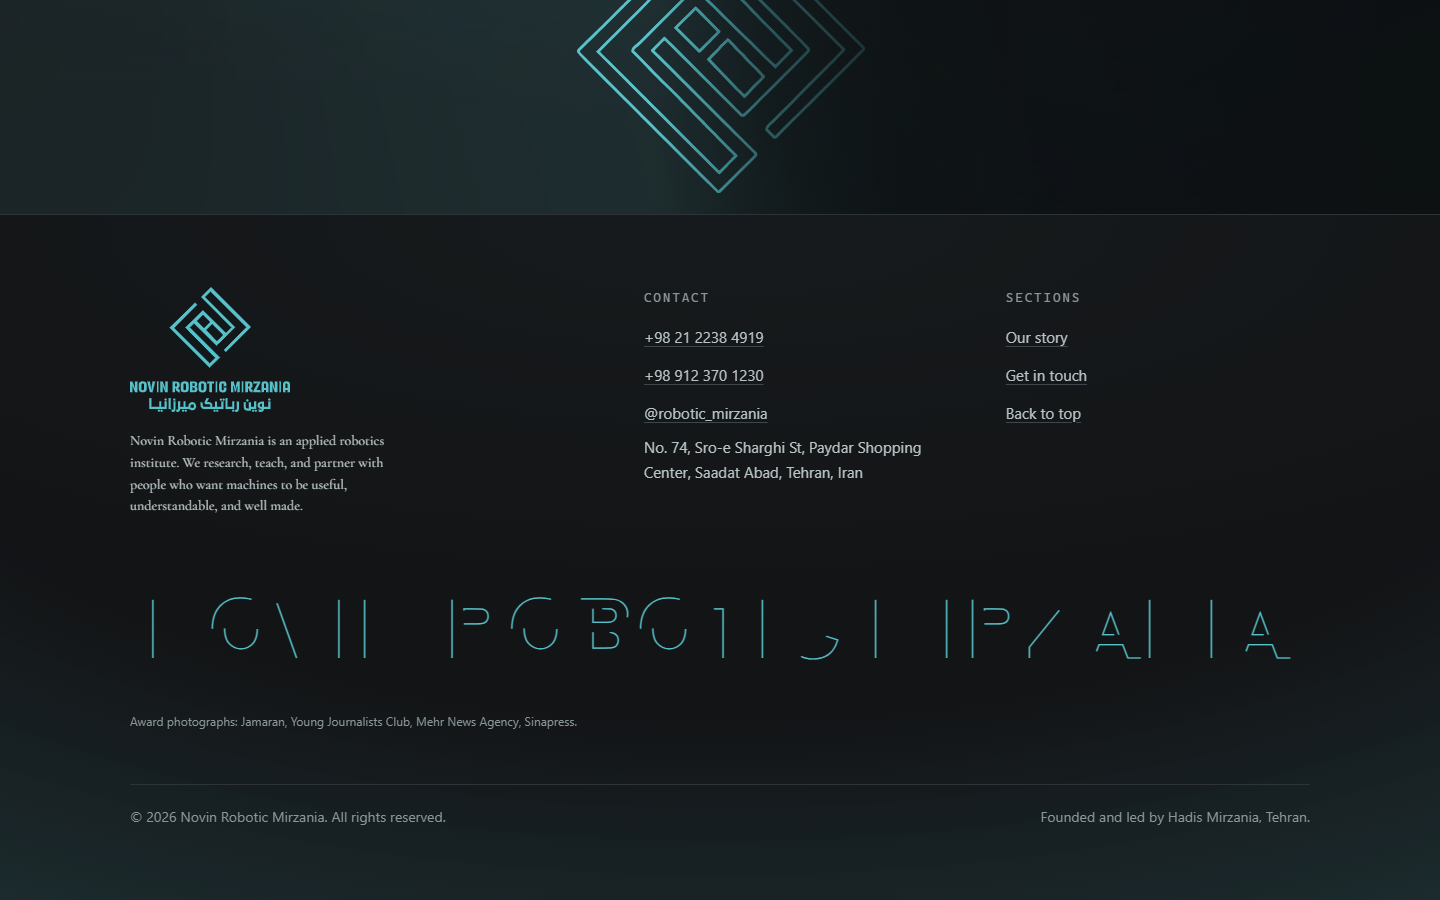 NOVIN ROBOTIC MIRZANIA
نوین رباتیک میرزانیا
Novin Robotic Mirzania is an applied robotics
institute. We research, teach, and partner with
people who want machines to be useful,
understandable, and well made.
CONTACT
+98 21 2238 4919
+98 912 370 1230
@robotic_mirzania
No. 74, Sro-e Sharghi St, Paydar Shopping
Center, Saadat Abad, Tehran, Iran
SECTIONS
Our story
Get in touch
Back to top
Award photographs: Jamaran, Young Journalists Club, Mehr News Agency, Sinapress.
© 2026 Novin Robotic Mirzania. All rights reserved.
Founded and led by Hadis Mirzania, Tehran.